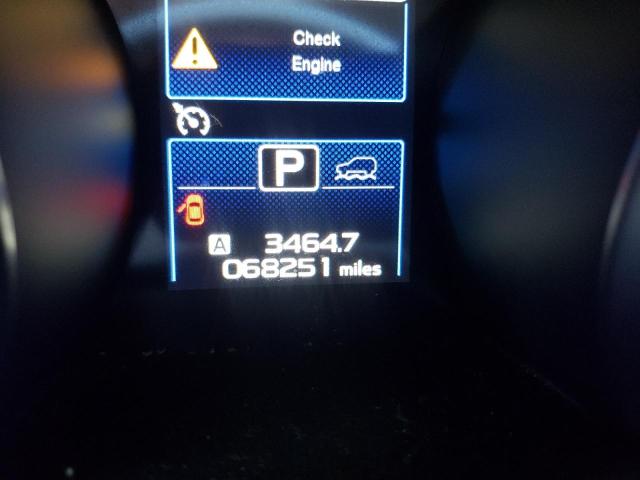 Check
Engine
P
A 3464.7
068251 miles